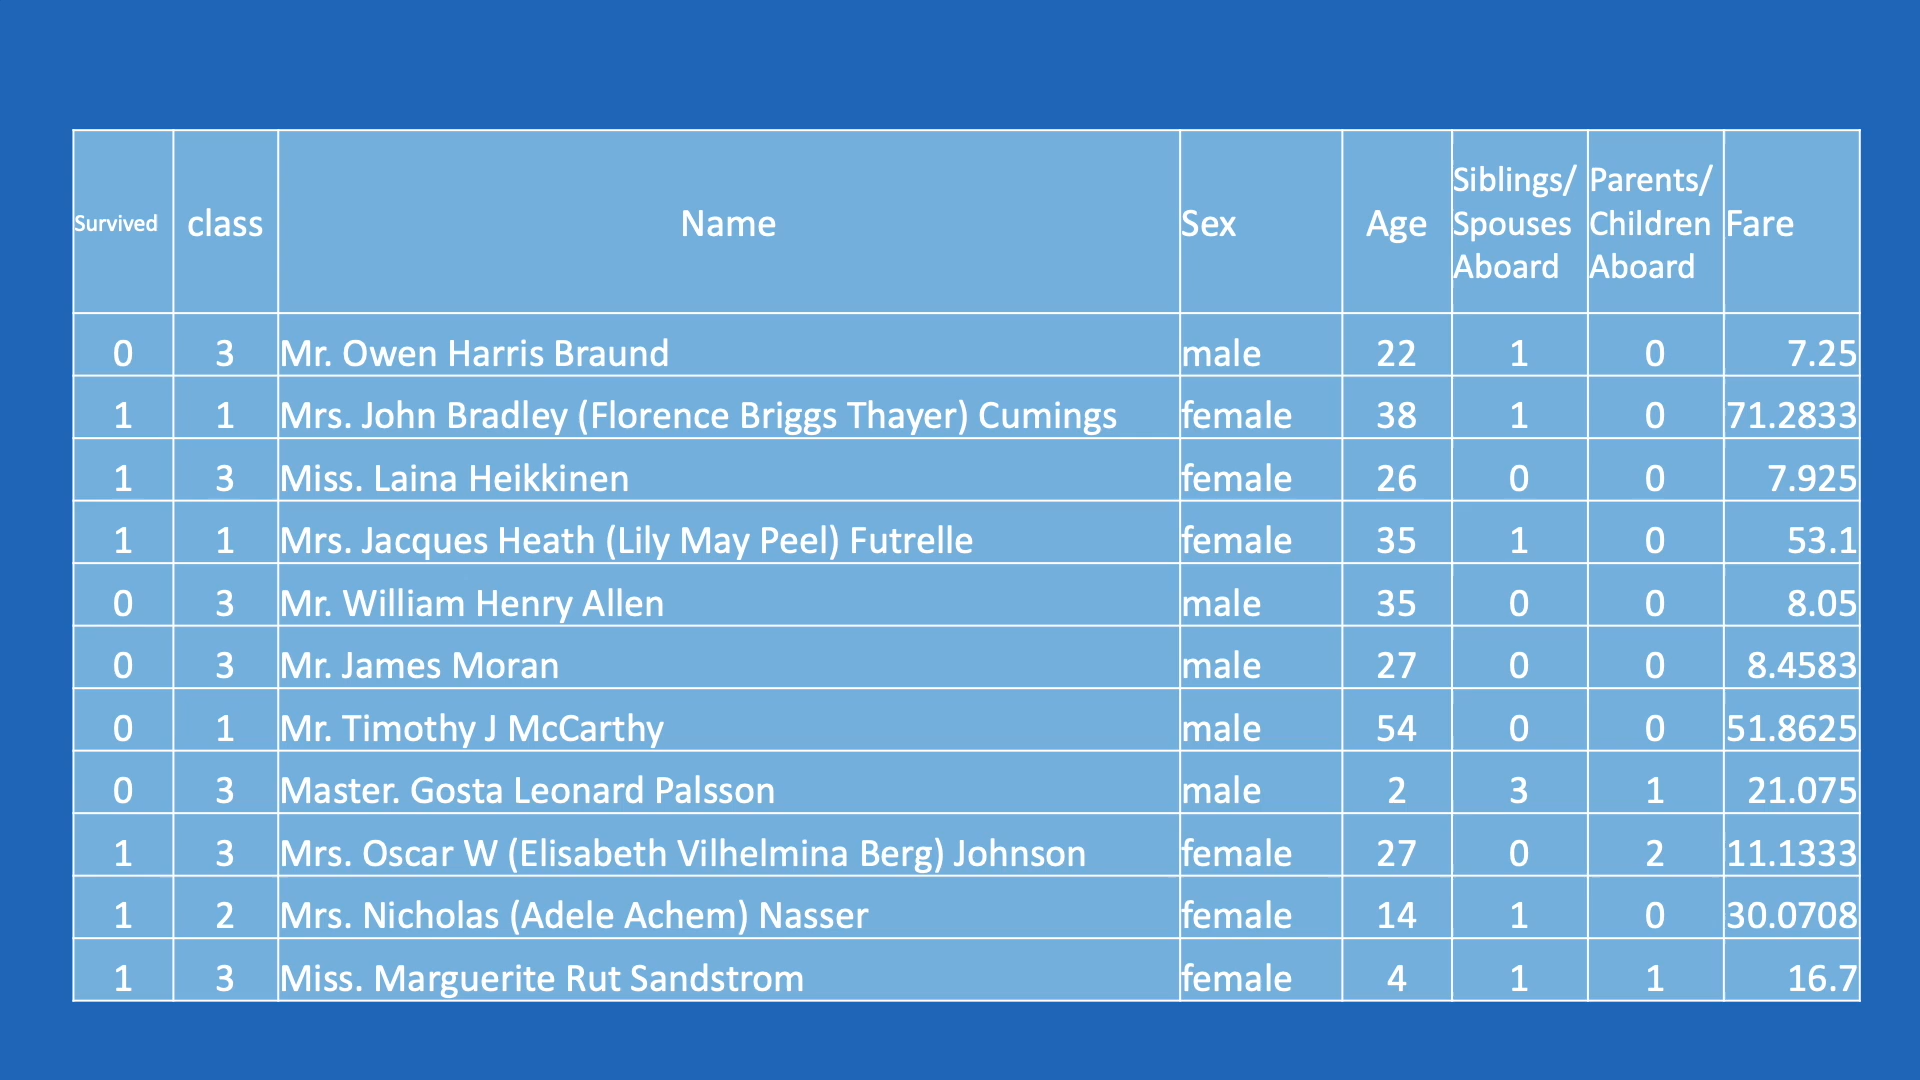 Survived class Name Sex Age Siblings/ Spouses Aboard Parents/ Children Aboard Fare
0 3 Mr. Owen Harris Braund male 22 1 0 7.25
1 1 Mrs. John Bradley (Florence Briggs Thayer) Cumings female 38 1 0 71.2833
1 3 Miss. Laina Heikkinen female 26 0 0 7.925
1 1 Mrs. Jacques Heath (Lily May Peel) Futrelle female 35 1 0 53.1
0 3 Mr. William Henry Allen male 35 0 0 8.05
0 3 Mr. James Moran male 27 0 0 8.4583
0 1 Mr. Timothy J McCarthy male 54 0 0 51.8625
0 3 Master. Gosta Leonard Palsson male 2 3 1 21.075
1 3 Mrs. Oscar W (Elisabeth Vilhelmina Berg) Johnson female 27 0 2 11.1333
1 2 Mrs. Nicholas (Adele Achem) Nasser female 14 1 0 30.0708
1 3 Miss. Marguerite Rut Sandstrom female 4 1 1 16.7